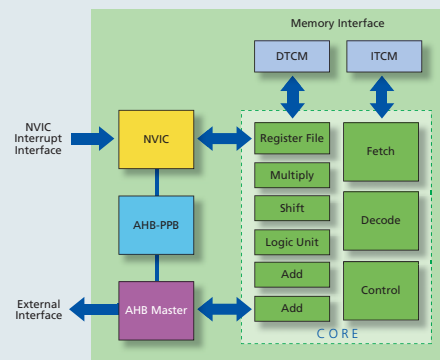 Memory Interface
DTCM
ITCM
NVIC
Interrupt
Interface
NVIC
Register File
Fetch
Multiply
Shift
AHB-PPB
Decode
Logic Unit
Add
External
Interface
AHB Master
Add
Control
CORE